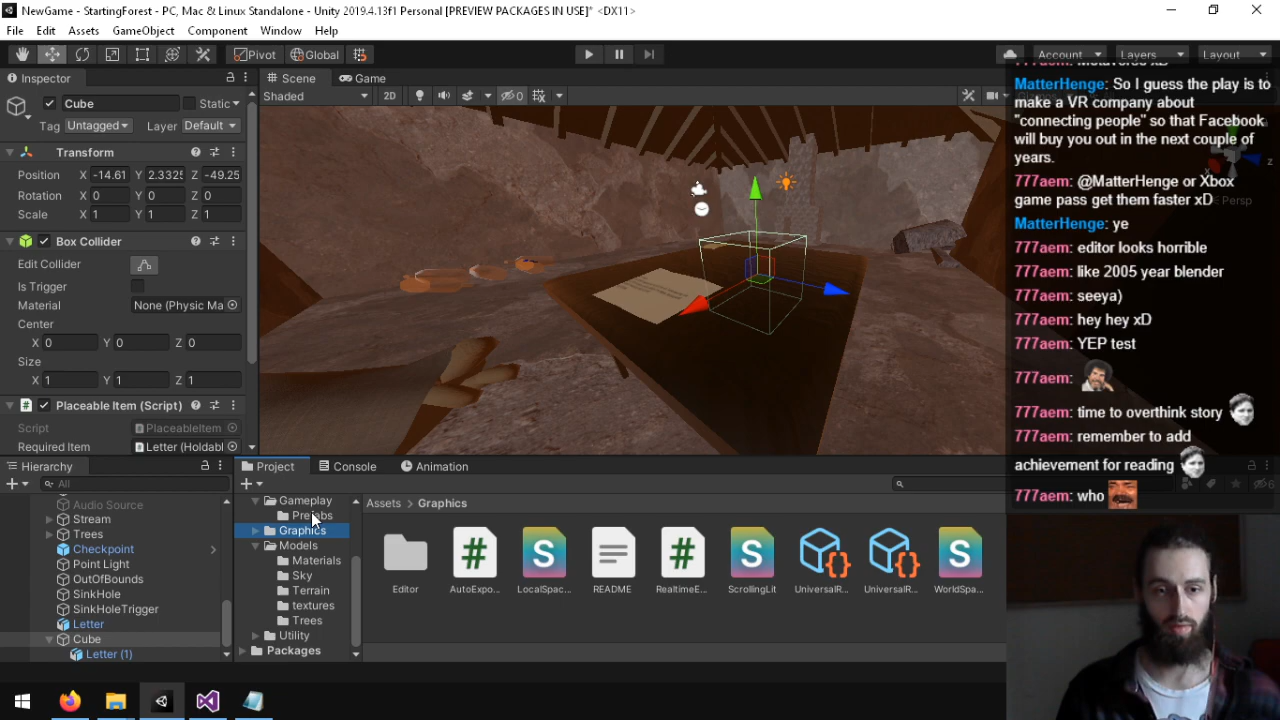 NewGame - StartingForest - PC, Mac & Linux Standalone - Unity 2019.4.13f1 Personal [PREVIEW PACKAGES IN USE]* <DX11>
File Edit Assets GameObject Component Window Help
Pivot Global Account Layers Layout
Inspector
Scene Game
Shaded 2D 0
Cube Static
Tag Untagged Layer Default
Transform
Position X -14.61 Y 2.3325 Z -49.25
Rotation X 0 Y 0 Z 0
Scale X 1 Y 1 Z 1
Box Collider
Edit Collider
Is Trigger
Material None (Physic Ma
Center
X 0 Y 0 Z 0
Size
X 1 Y 1 Z 1
Placeable Item (Script)
Script PlaceableItem
Required Item Letter (Holdabl
z
Persp
MatterHenge: So I guess the play is to
make a VR company about
"connecting people" so that Facebook
will buy you out in the next couple of
years.
777aem: @MatterHenge or Xbox
game pass get them faster xD
MatterHenge: ye
777aem: editor looks horrible
777aem: like 2005 year blender
777aem: seeya)
777aem: hey hey xD
777aem: YEP test
777aem:
777aem: time to overthink story
777aem: remember to add
achievement for reading
777aem: who
Hierarchy
All
Audio Source
Stream
Trees
Checkpoint
Point Light
OutOfBounds
SinkHole
SinkHoleTrigger
Letter
Cube
Letter (1)
Project Console Animation
6
Gameplay
Prefabs
Graphics
Models
Materials
Sky
Terrain
textures
Trees
Utility
Packages
Assets > Graphics
Editor AutoExpo... LocalSpac... README RealtimeE... ScrollingLit UniversalR... UniversalR... WorldSpa...